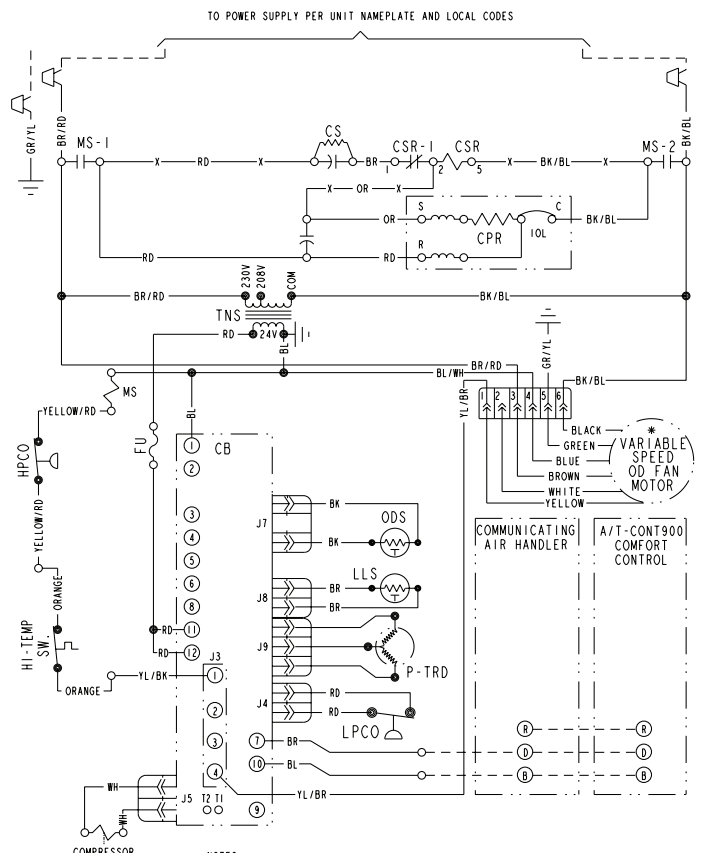 TO POWER SUPPLY PER UNIT NAMEPLATE AND LOCAL CODES
GR/YL
BR/RD
BK/BL
MS-1
X
RD
X
CS
BR
1
CSR-1
2
CSR
5
X
BK/BL
X
MS-2
X
OR
X
OR
S
C
CPR
IOL
BK/BL
RD
RD
R
230V
208V
COM
BR/RD
BK/BL
TNS
RD
24V
BL
GR/YL
BR/RD
BL/WH
BK/BL
YL/BR
MS
YELLOW/RD
BL
1 2 3 4 5 6
BLACK
GREEN
BLUE
BROWN
WHITE
YELLOW
*
VARIABLE
SPEED
OD FAN
MOTOR
HPCO
FU
CB
1
2
3
4
5
6
8
11
12
RD
RD
YELLOW/RD
ORANGE
HI-TEMP
SW.
ORANGE
YL/BK
J7
BK
BK
ODS
J8
BR
BR
LLS
J9
P-TRD
J4
RD
RD
LPCO
J3
1
2
3
4
7
BR
10
BL
9
YL/BR
COMMUNICATING
AIR HANDLER
A/T-CONT900
COMFORT
CONTROL
R
R
D
D
B
B
WH
WH
J5
T2 T1
COMPRESSOR
NOTES